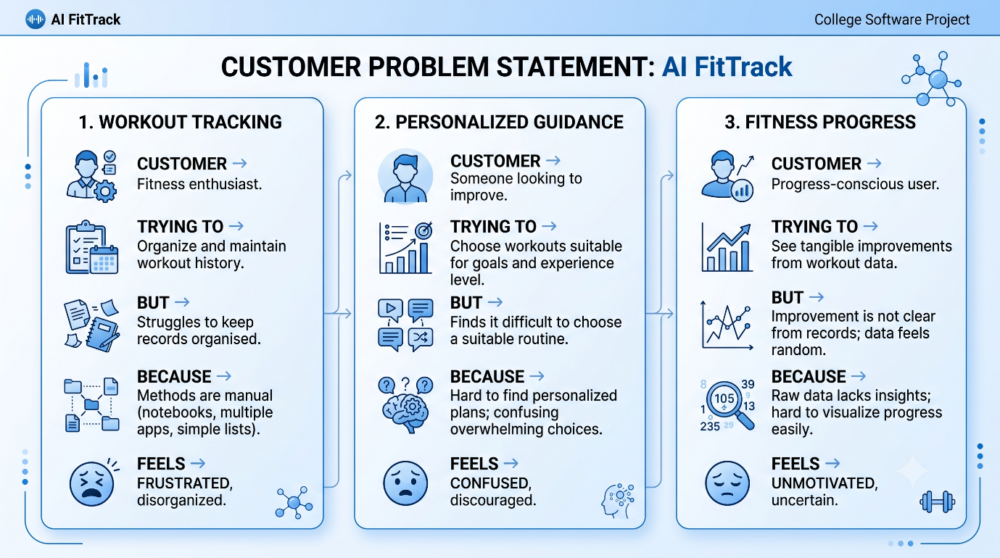 AI FitTrack
College Software Project
CUSTOMER PROBLEM STATEMENT: AI FitTrack
1. WORKOUT TRACKING
CUSTOMER →
Fitness enthusiast.
TRYING TO →
Organize and maintain
workout history.
BUT →
Struggles to keep
records organised.
BECAUSE →
Methods are manual
(notebooks, multiple
apps, simple lists).
FEELS →
FRUSTRATED,
disorganized.
2. PERSONALIZED GUIDANCE
CUSTOMER →
Someone looking to
improve.
TRYING TO →
Choose workouts suitable
for goals and experience
level.
BUT →
Finds it difficult to choose
a suitable routine.
BECAUSE →
? ? ?
Hard to find personalized
plans; confusing
overwhelming choices.
FEELS →
CONFUSED,
discouraged.
3. FITNESS PROGRESS
CUSTOMER →
Progress-conscious user.
TRYING TO →
See tangible improvements
from workout data.
BUT →
Improvement is not clear
from records; data feels
random.
BECAUSE →
8 39
105 9
1 13
0
235 29
Raw data lacks insights;
hard to visualize progress
easily.
FEELS →
UNMOTIVATED,
uncertain.